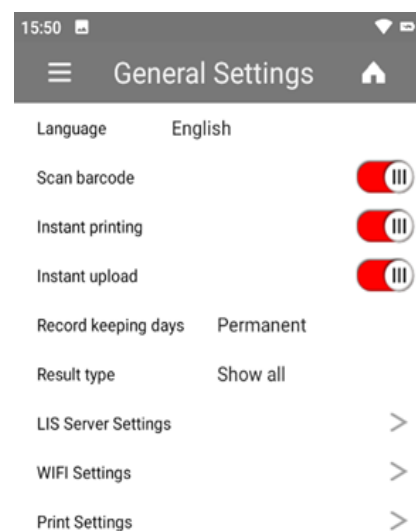 15:50
General Settings
Language English
Scan barcode
Instant printing
Instant upload
Record keeping days Permanent
Result type Show all
LIS Server Settings
WIFI Settings
Print Settings